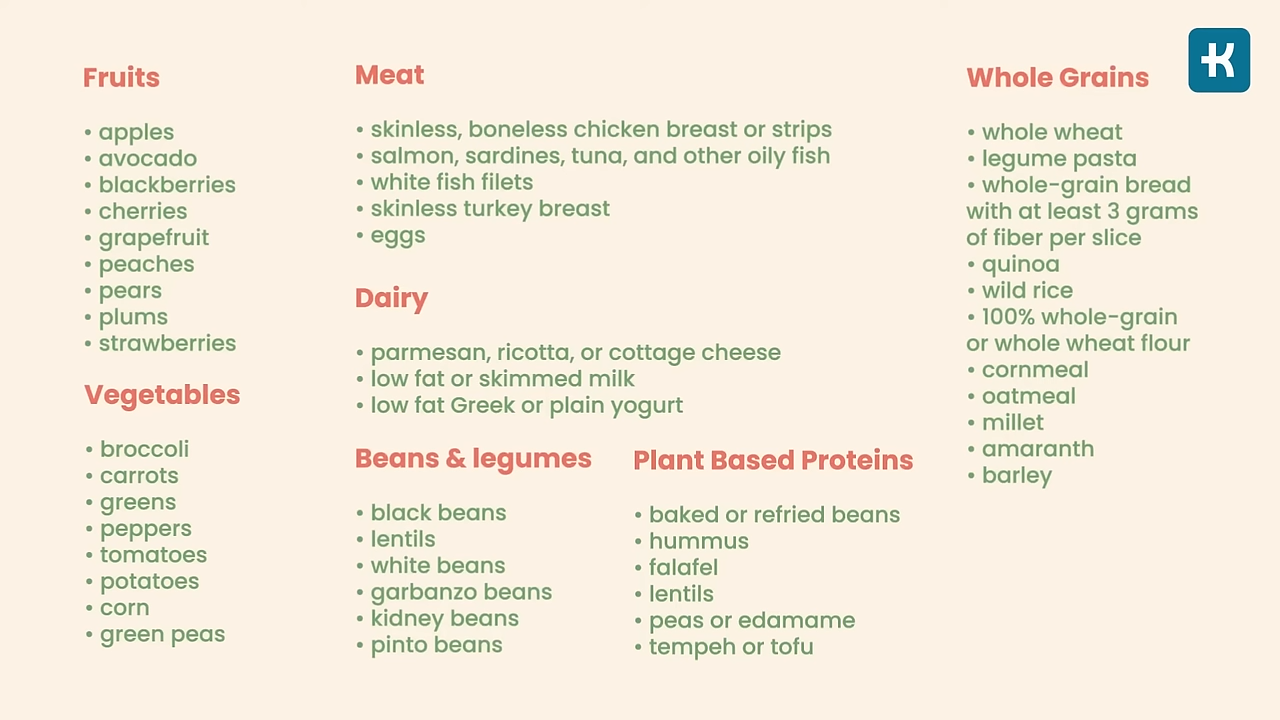 Fruits
• apples
• avocado
• blackberries
• cherries
• grapefruit
• peaches
• pears
• plums
• strawberries
Vegetables
• broccoli
• carrots
• greens
• peppers
• tomatoes
• potatoes
• corn
• green peas
Meat
• skinless, boneless chicken breast or strips
• salmon, sardines, tuna, and other oily fish
• white fish filets
• skinless turkey breast
• eggs
Dairy
• parmesan, ricotta, or cottage cheese
• low fat or skimmed milk
• low fat Greek or plain yogurt
Beans & legumes
• black beans
• lentils
• white beans
• garbanzo beans
• kidney beans
• pinto beans
Plant Based Proteins
• baked or refried beans
• hummus
• falafel
• lentils
• peas or edamame
• tempeh or tofu
Whole Grains
• whole wheat
• legume pasta
• whole-grain bread
with at least 3 grams
of fiber per slice
• quinoa
• wild rice
• 100% whole-grain
or whole wheat flour
• cornmeal
• oatmeal
• millet
• amaranth
• barley
K